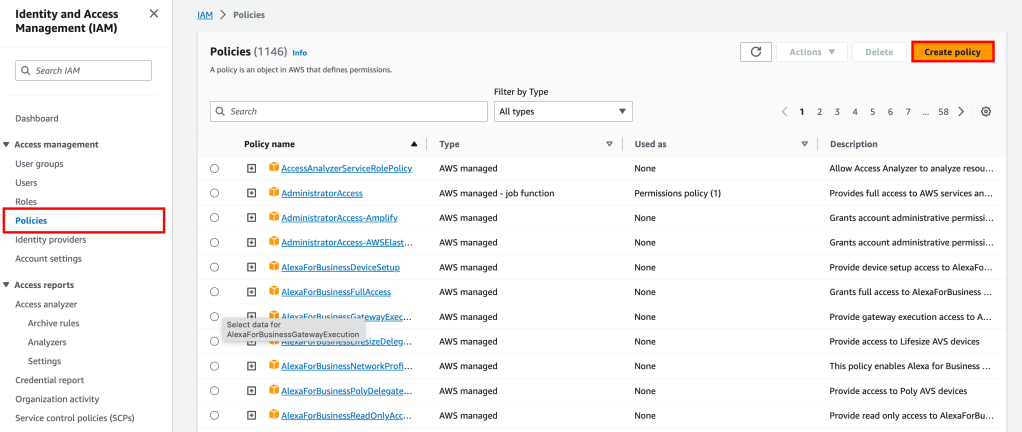 Identity and Access
Management (IAM)
Search IAM
Dashboard
Access management
User groups
Users
Roles
Policies
Identity providers
Account settings
Access reports
Access analyzer
Archive rules
Analyzers
Settings
Credential report
Organization activity
Service control policies (SCPs)
IAM > Policies
Policies (1146) Info
Actions
Delete
Create policy
A policy is an object in AWS that defines permissions.
Filter by Type
Search
All types
1 2 3 4 5 6 7 ... 58
Policy name Type Used as Description
AccessAnalyzerServiceRolePolicy AWS managed None Allow Access Analyzer to analyze resou...
AdministratorAccess AWS managed - job function Permissions policy (1) Provides full access to AWS services an...
AdministratorAccess-Amplify AWS managed None Grants account administrative permissi...
AdministratorAccess-AWSElast... AWS managed None Grants account administrative permissi...
AlexaForBusinessDeviceSetup AWS managed None Provide device setup access to AlexaFo...
AlexaForBusinessFullAccess AWS managed None Grants full access to AlexaForBusiness ...
AlexaForBusinessGatewayExec... AWS managed None Provide gateway execution access to A...
Select data for
AlexaForBusinessGatewayExecution
AlexaForBusinessLifesizeDeleg... AWS managed None Provide access to Lifesize AVS devices
AlexaForBusinessNetworkProfi... AWS managed None This policy enables Alexa for Business ...
AlexaForBusinessPolyDelegate... AWS managed None Provide access to Poly AVS devices
AlexaForBusinessReadOnlyAcc... AWS managed None Provide read only access to AlexaForBu...